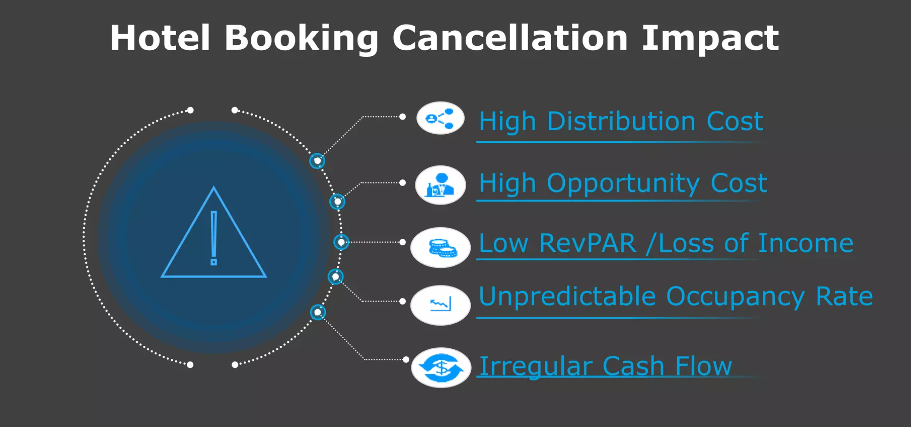 Hotel Booking Cancellation Impact
High Distribution Cost
High Opportunity Cost
Low RevPAR /Loss of Income
Unpredictable Occupancy Rate
Irregular Cash Flow